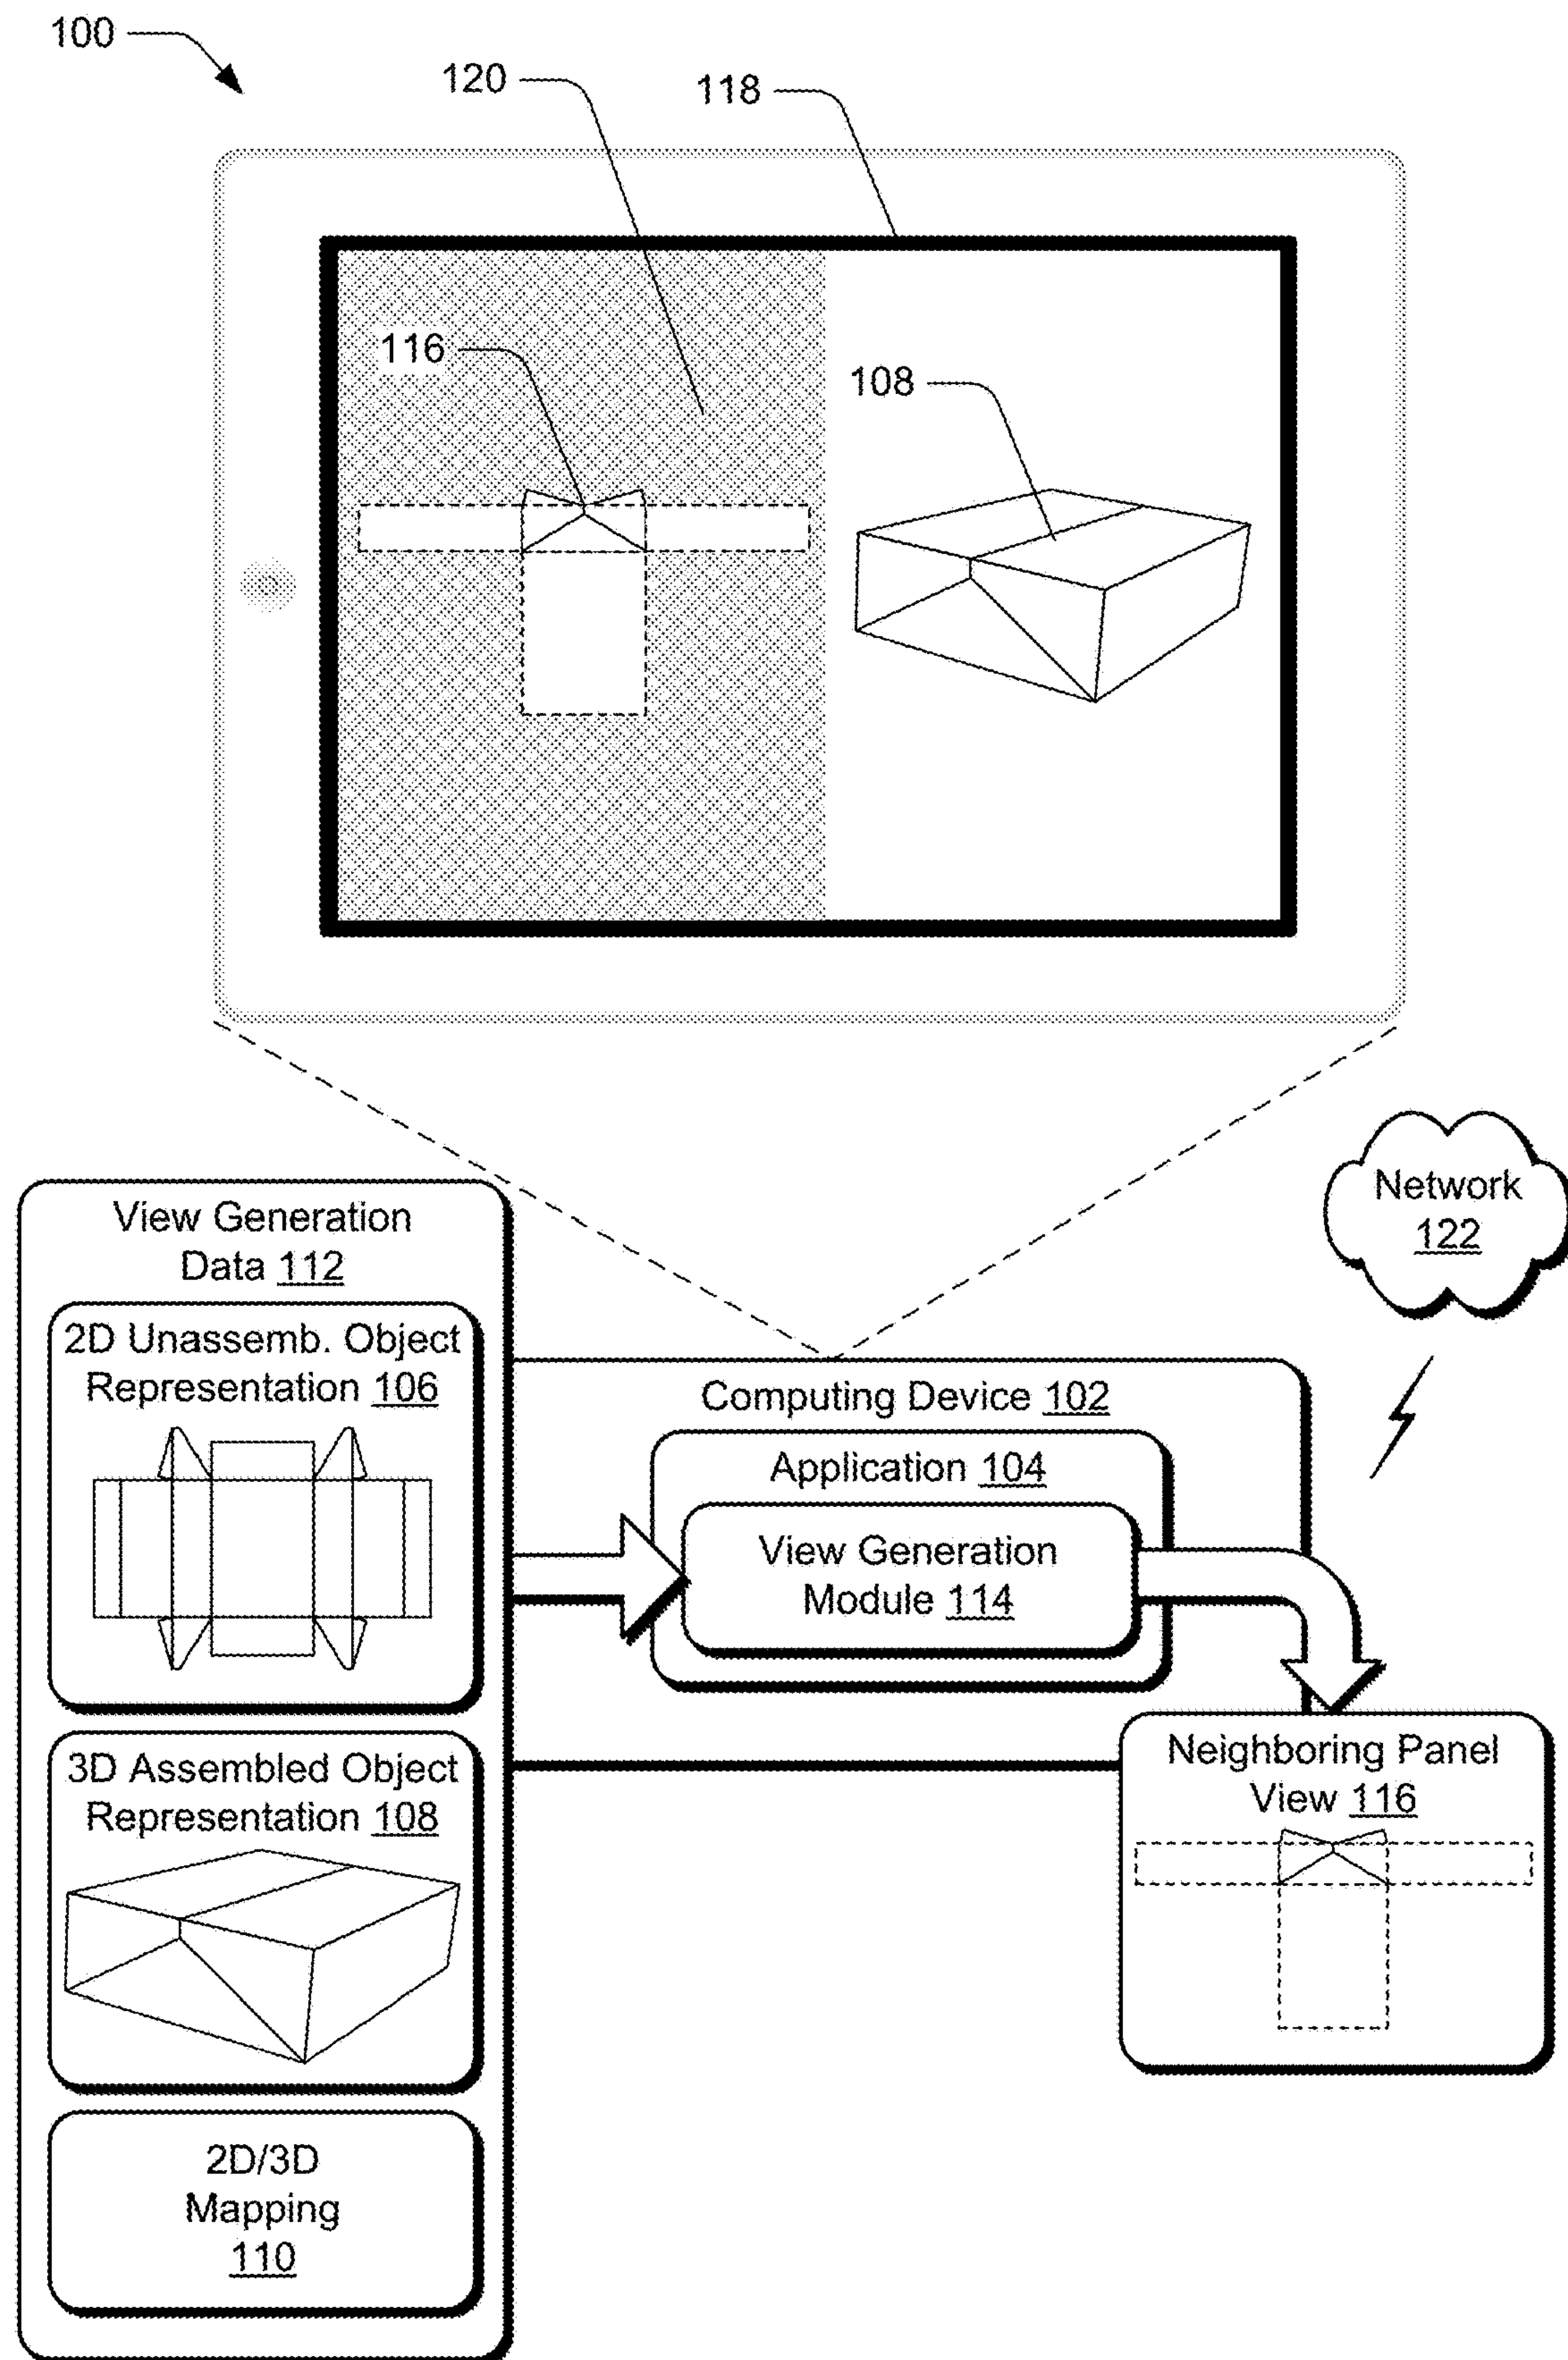 100
120
118
116
108
Network
122
View Generation
Data 112
2D Unassemb. Object
Representation 106
Computing Device 102
Application 104
View Generation
Module 114
3D Assembled Object
Representation 108
Neighboring Panel
View 116
2D/3D
Mapping
110